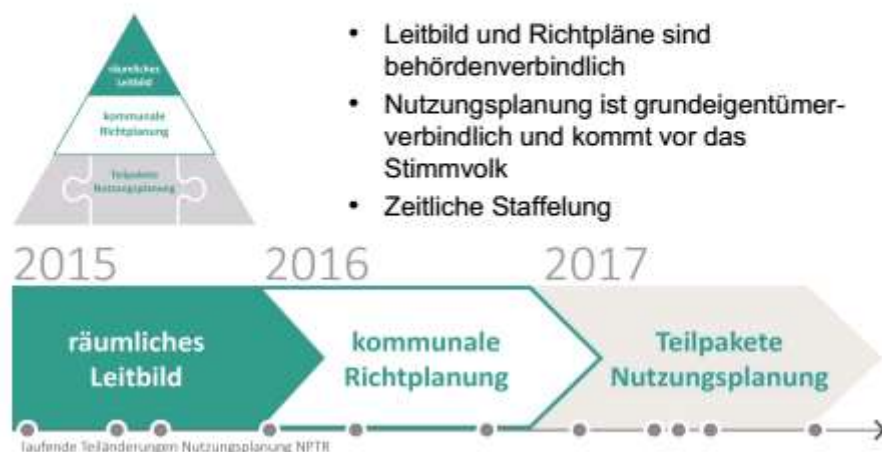 räumliches
Leitbild
kommunale
Richtplanung
Teilpakete
Nutzungsplanung
• Leitbild und Richtpläne sind
behördenverbindlich
• Nutzungsplanung ist grundeigentümer-
verbindlich und kommt vor das
Stimmvolk
• Zeitliche Staffelung
2015
2016
2017
räumliches
Leitbild
kommunale
Richtplanung
Teilpakete
Nutzungsplanung
laufende Teiländerungen Nutzungsplanung NPTR